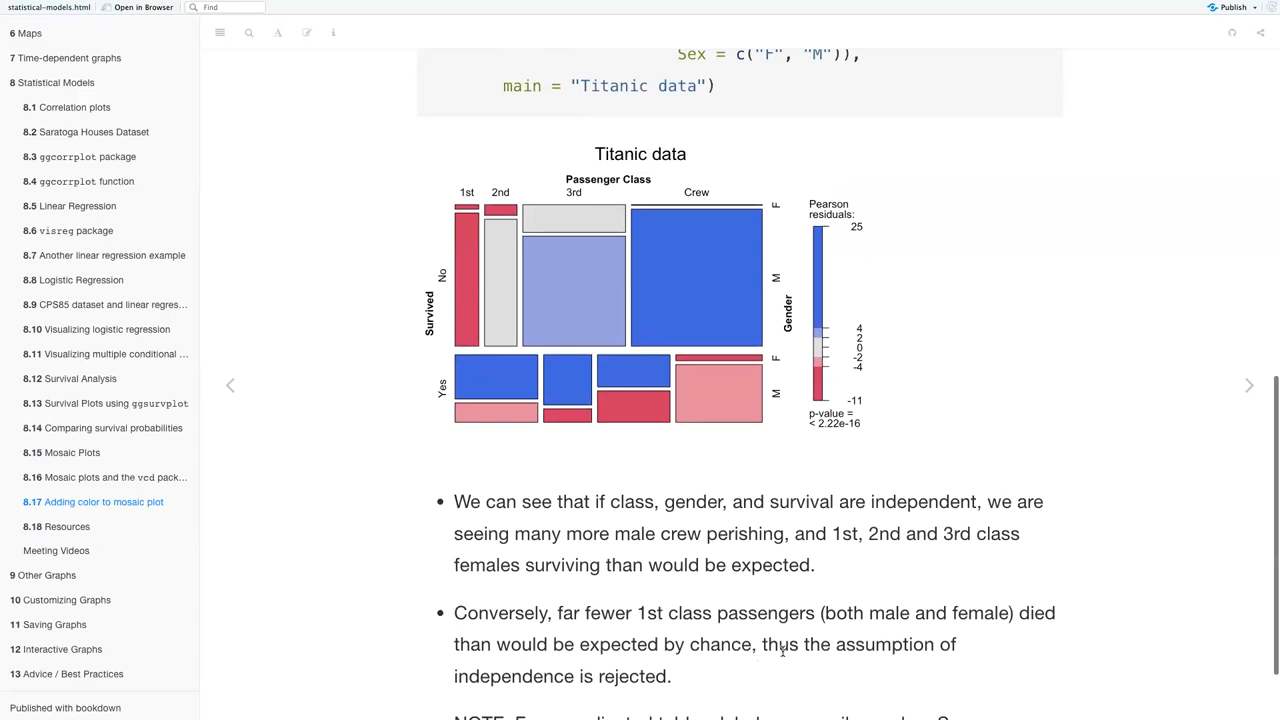 statistical-models.html
Open in Browser
Find
Publish
6 Maps
7 Time-dependent graphs
8 Statistical Models
8.1 Correlation plots
8.2 Saratoga Houses Dataset
8.3 ggcorrplot package
8.4 ggcorrplot function
8.5 Linear Regression
8.6 visreg package
8.7 Another linear regression example
8.8 Logistic Regression
8.9 CPS85 dataset and linear regres...
8.10 Visualizing logistic regression
8.11 Visualizing multiple conditional ...
8.12 Survival Analysis
8.13 Survival Plots using ggsurvplot
8.14 Comparing survival probabilities
8.15 Mosaic Plots
8.16 Mosaic plots and the vcd pack...
8.17 Adding color to mosaic plot
8.18 Resources
Meeting Videos
9 Other Graphs
10 Customizing Graphs
11 Saving Graphs
12 Interactive Graphs
13 Advice / Best Practices
Published with bookdown
Sex = c("F", "M")),
main = "Titanic data")
Titanic data
Passenger Class
1st 2nd 3rd Crew
Survived
No
Yes
F
M
F
M
Gender
Pearson
residuals:
25
4
2
0
-2
-4
-11
p-value =
< 2.22e-16
• We can see that if class, gender, and survival are independent, we are
seeing many more male crew perishing, and 1st, 2nd and 3rd class
females surviving than would be expected.
• Conversely, far fewer 1st class passengers (both male and female) died
than would be expected by chance, thus the assumption of
independence is rejected.